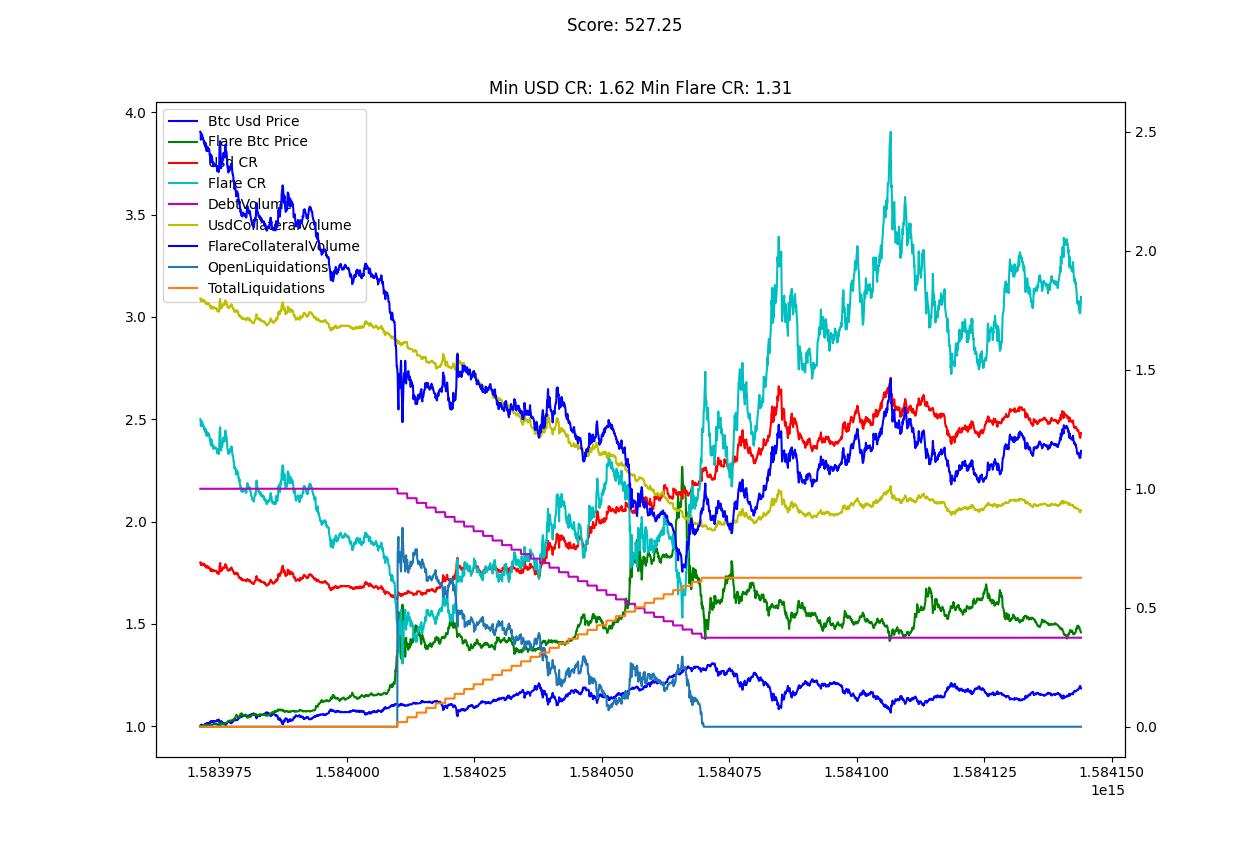 Score: 527.25
Min USD CR: 1.62 Min Flare CR: 1.31
4.0
3.5
3.0
2.5
2.0
1.5
1.0
Btc Usd Price
Flare Btc Price
Usd CR
Flare CR
DebtVolume
UsdCollateralVolume
FlareCollateralVolume
OpenLiquidations
TotalLiquidations
2.5
2.0
1.5
1.0
0.5
0.0
1.583975 1.584000 1.584025 1.584050 1.584075 1.584100 1.584125 1.584150
1e15